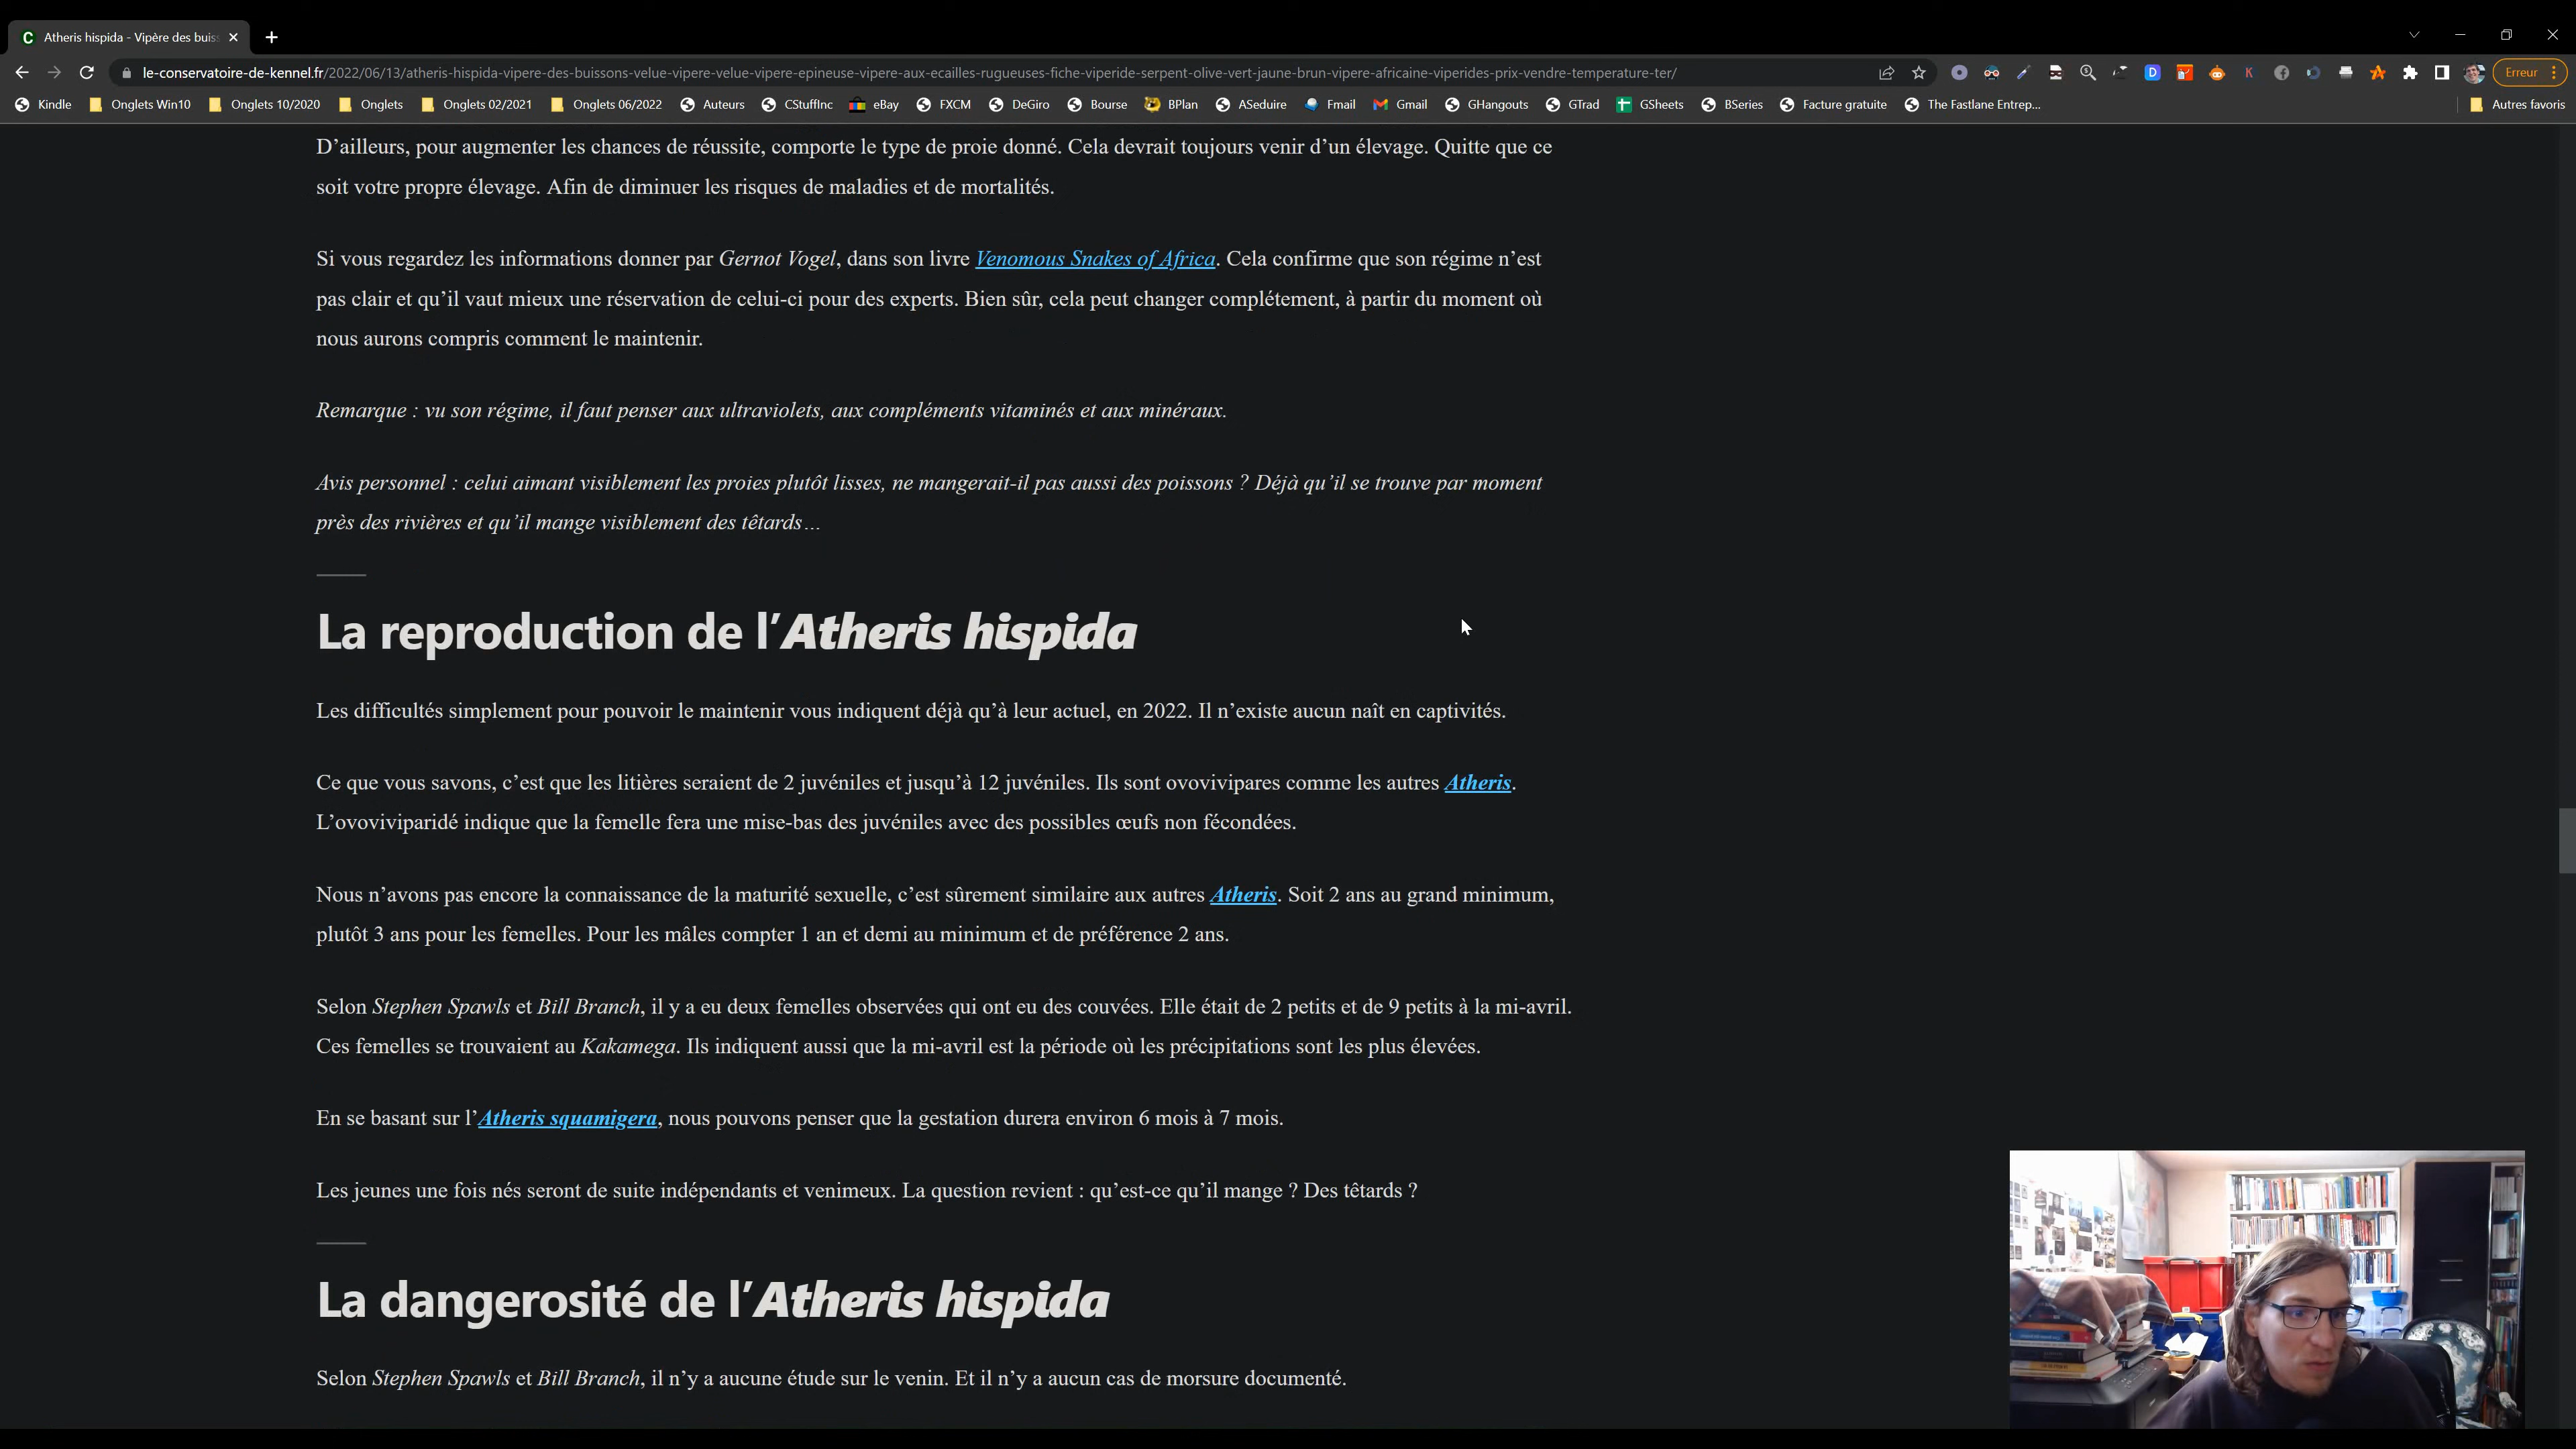 Atheris hispida - Vipère des buiss
le-conservatoire-de-kennel.fr/2022/06/13/atheris-hispida-vipere-des-buissons-velue-vipere-velue-vipere-epineuse-vipere-aux-ecailles-rugueuses-fiche-viperide-serpent-olive-vert-jaune-brun-vipere-africaine-viperides-prix-vendre-temperature-ter/ Erreur
Kindle Onglets Win10 Onglets 10/2020 Onglets Onglets 02/2021 Onglets 06/2022 Auteurs CStuffInc eBay FXCM DeGiro Bourse BPlan ASeduire Fmail Gmail GHangouts GTrad GSheets BSeries Facture gratuite The Fastlane Entrep... Autres favoris
D’ailleurs, pour augmenter les chances de réussite, comporte le type de proie donné. Cela devrait toujours venir d’un élevage. Quitte que ce
soit votre propre élevage. Afin de diminuer les risques de maladies et de mortalités.
Si vous regardez les informations donner par Gernot Vogel, dans son livre Venomous Snakes of Africa. Cela confirme que son régime n’est
pas clair et qu’il vaut mieux une réservation de celui-ci pour des experts. Bien sûr, cela peut changer complétement, à partir du moment où
nous aurons compris comment le maintenir.
Remarque : vu son régime, il faut penser aux ultraviolets, aux compléments vitaminés et aux minéraux.
Avis personnel : celui aimant visiblement les proies plutôt lisses, ne mangerait-il pas aussi des poissons ? Déjà qu’il se trouve par moment
près des rivières et qu’il mange visiblement des têtards…
La reproduction de l’Atheris hispida
Les difficultés simplement pour pouvoir le maintenir vous indiquent déjà qu’à leur actuel, en 2022. Il n’existe aucun naît en captivités.
Ce que vous savons, c’est que les litières seraient de 2 juvéniles et jusqu’à 12 juvéniles. Ils sont ovovivipares comme les autres Atheris.
L’ovoviviparidé indique que la femelle fera une mise-bas des juvéniles avec des possibles œufs non fécondées.
Nous n’avons pas encore la connaissance de la maturité sexuelle, c’est sûrement similaire aux autres Atheris. Soit 2 ans au grand minimum,
plutôt 3 ans pour les femelles. Pour les mâles compter 1 an et demi au minimum et de préférence 2 ans.
Selon Stephen Spawls et Bill Branch, il y a eu deux femelles observées qui ont eu des couvées. Elle était de 2 petits et de 9 petits à la mi-avril.
Ces femelles se trouvaient au Kakamega. Ils indiquent aussi que la mi-avril est la période où les précipitations sont les plus élevées.
En se basant sur l’Atheris squamigera, nous pouvons penser que la gestation durera environ 6 mois à 7 mois.
Les jeunes une fois nés seront de suite indépendants et venimeux. La question revient : qu’est-ce qu’il mange ? Des têtards ?
La dangerosité de l’Atheris hispida
Selon Stephen Spawls et Bill Branch, il n’y a aucune étude sur le venin. Et il n’y a aucun cas de morsure documenté.